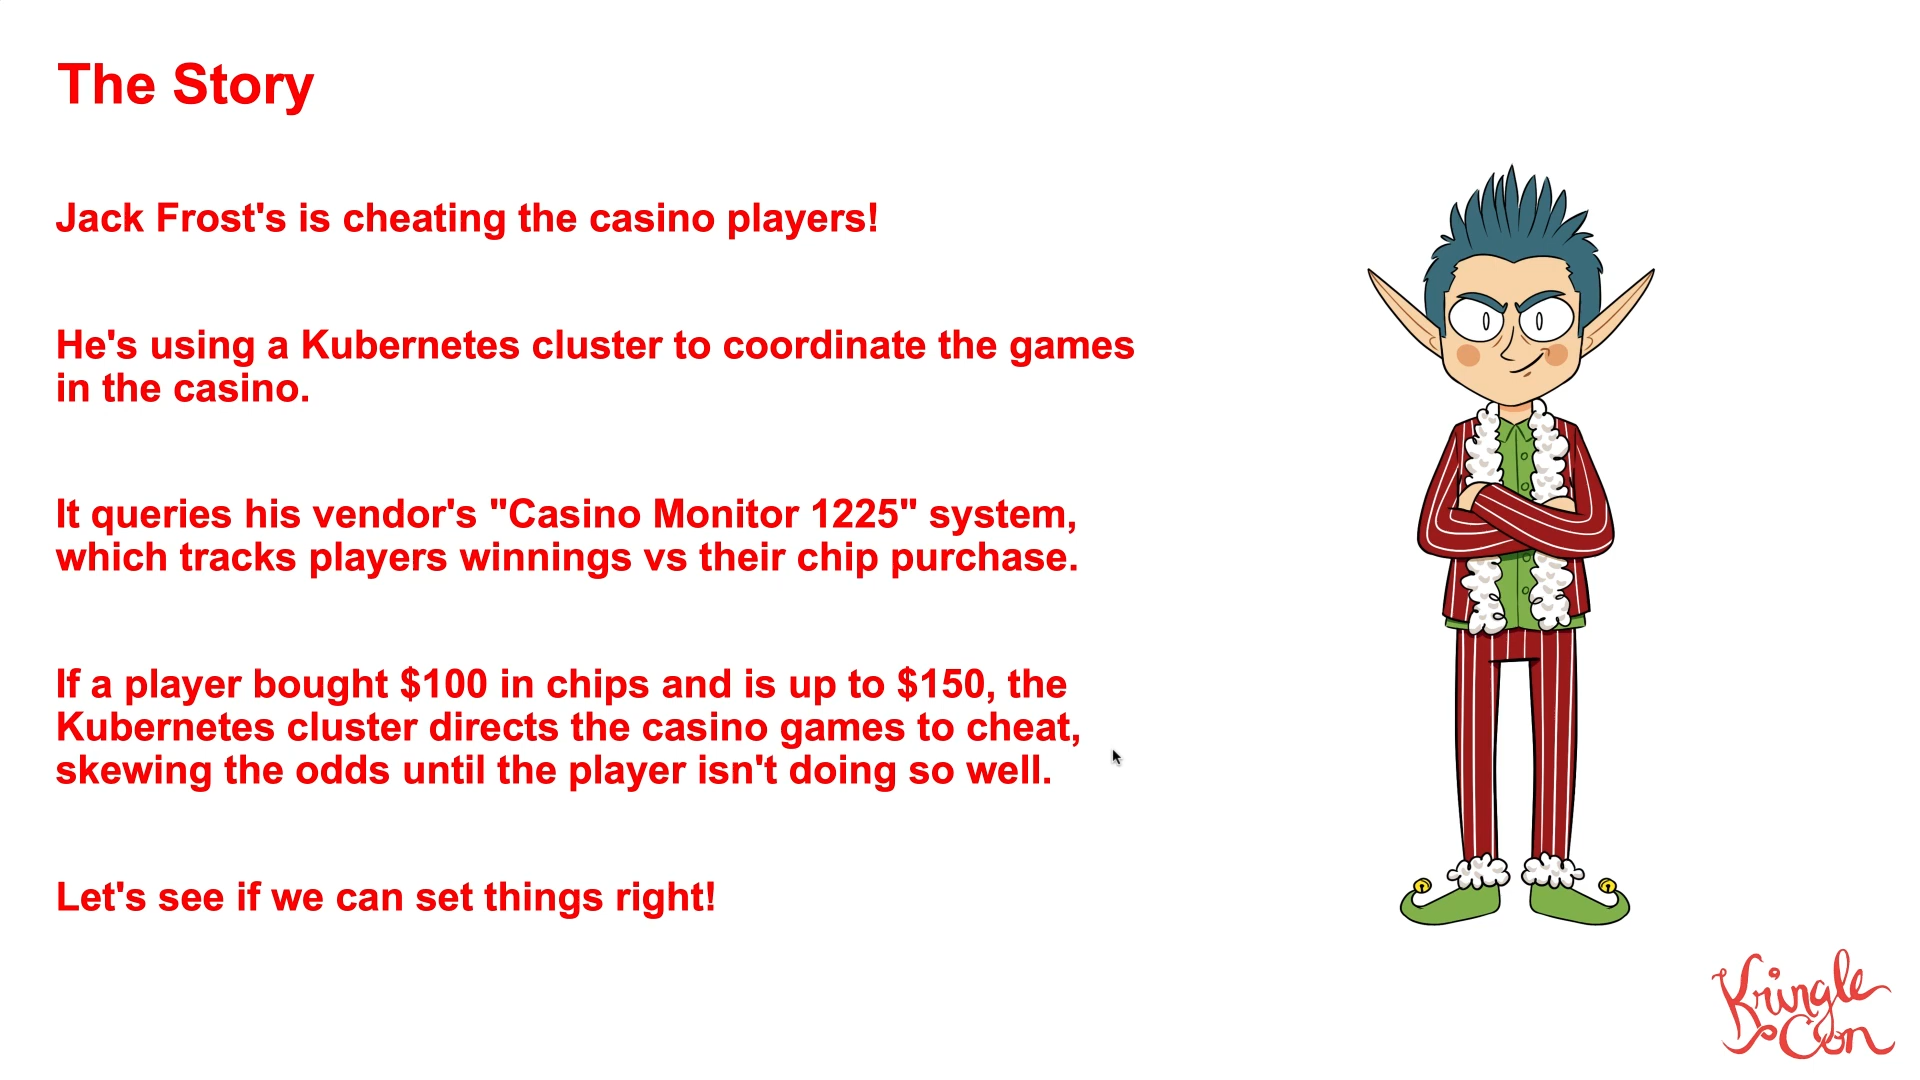 The Story
Jack Frost's is cheating the casino players!
He's using a Kubernetes cluster to coordinate the games
in the casino.
It queries his vendor's "Casino Monitor 1225" system,
which tracks players winnings vs their chip purchase.
If a player bought $100 in chips and is up to $150, the
Kubernetes cluster directs the casino games to cheat,
skewing the odds until the player isn't doing so well.
Let's see if we can set things right!
Kringle
Con